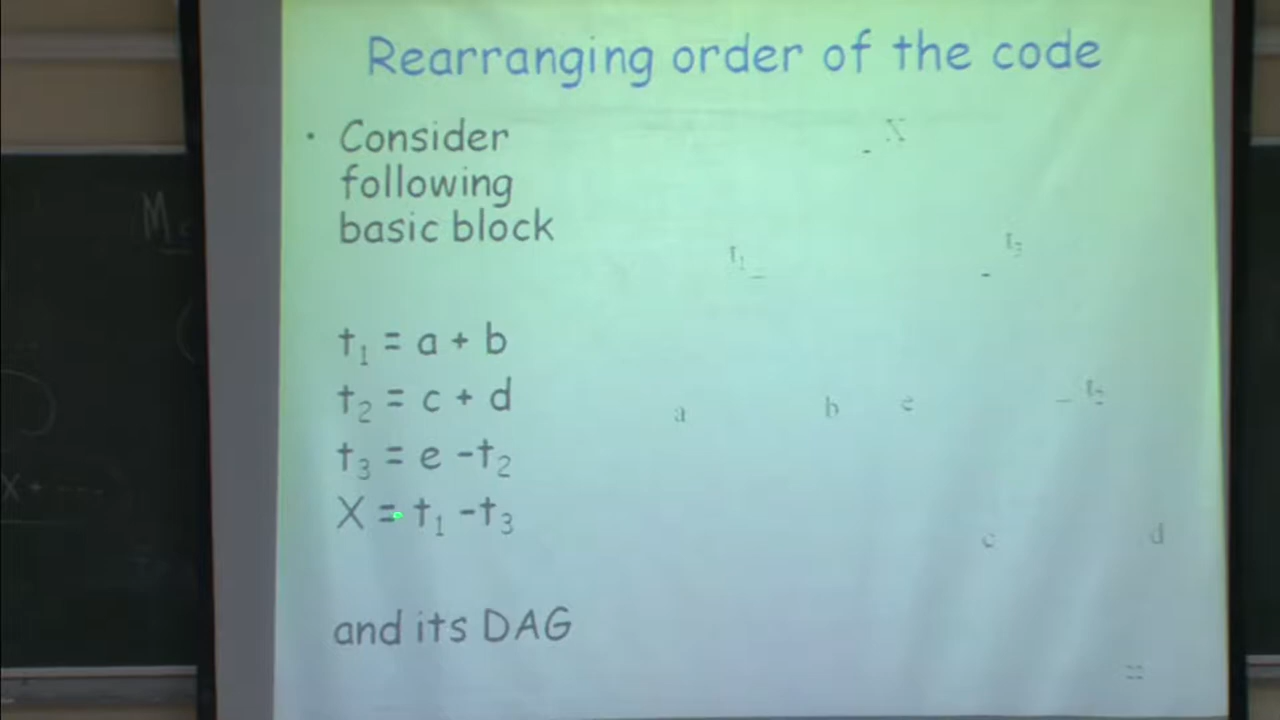 Rearranging order of the code
• Consider
following
basic block
t₁ = a + b
t₂ = c + d
t₃ = e -t₂
X = t₁ -t₃
and its DAG
X
-
t₁
-
a
b
e
t₂
c
d